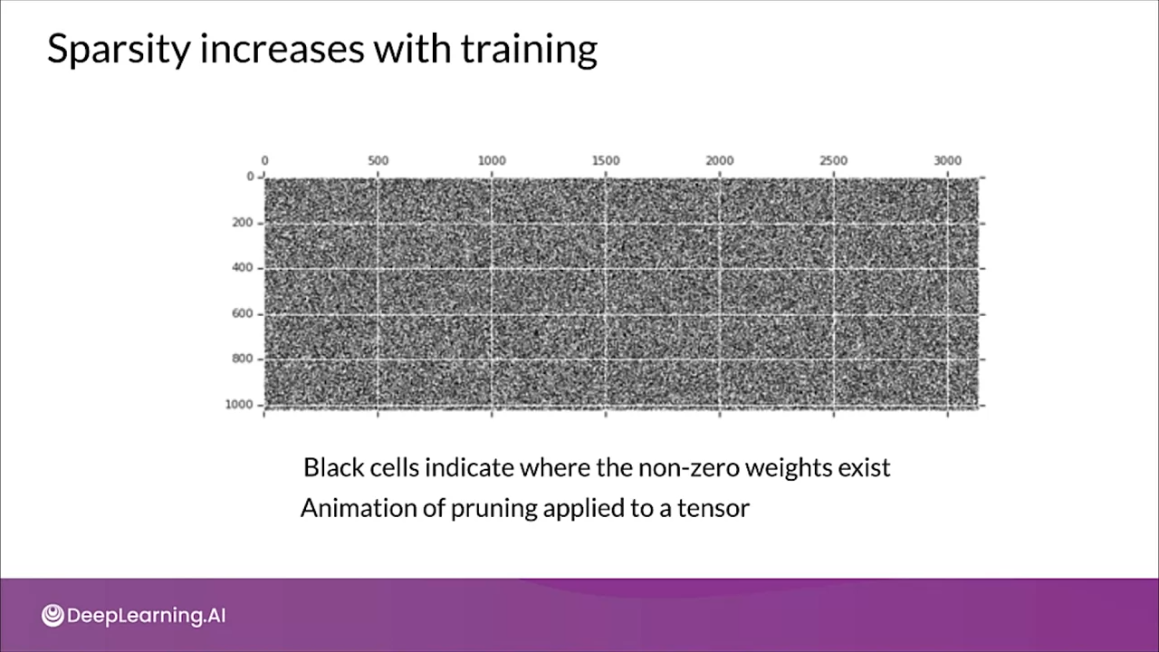 Sparsity increases with training
0 500 1000 1500 2000 2500 3000
0
200
400
600
800
1000
Black cells indicate where the non-zero weights exist
Animation of pruning applied to a tensor
DeepLearning.AI